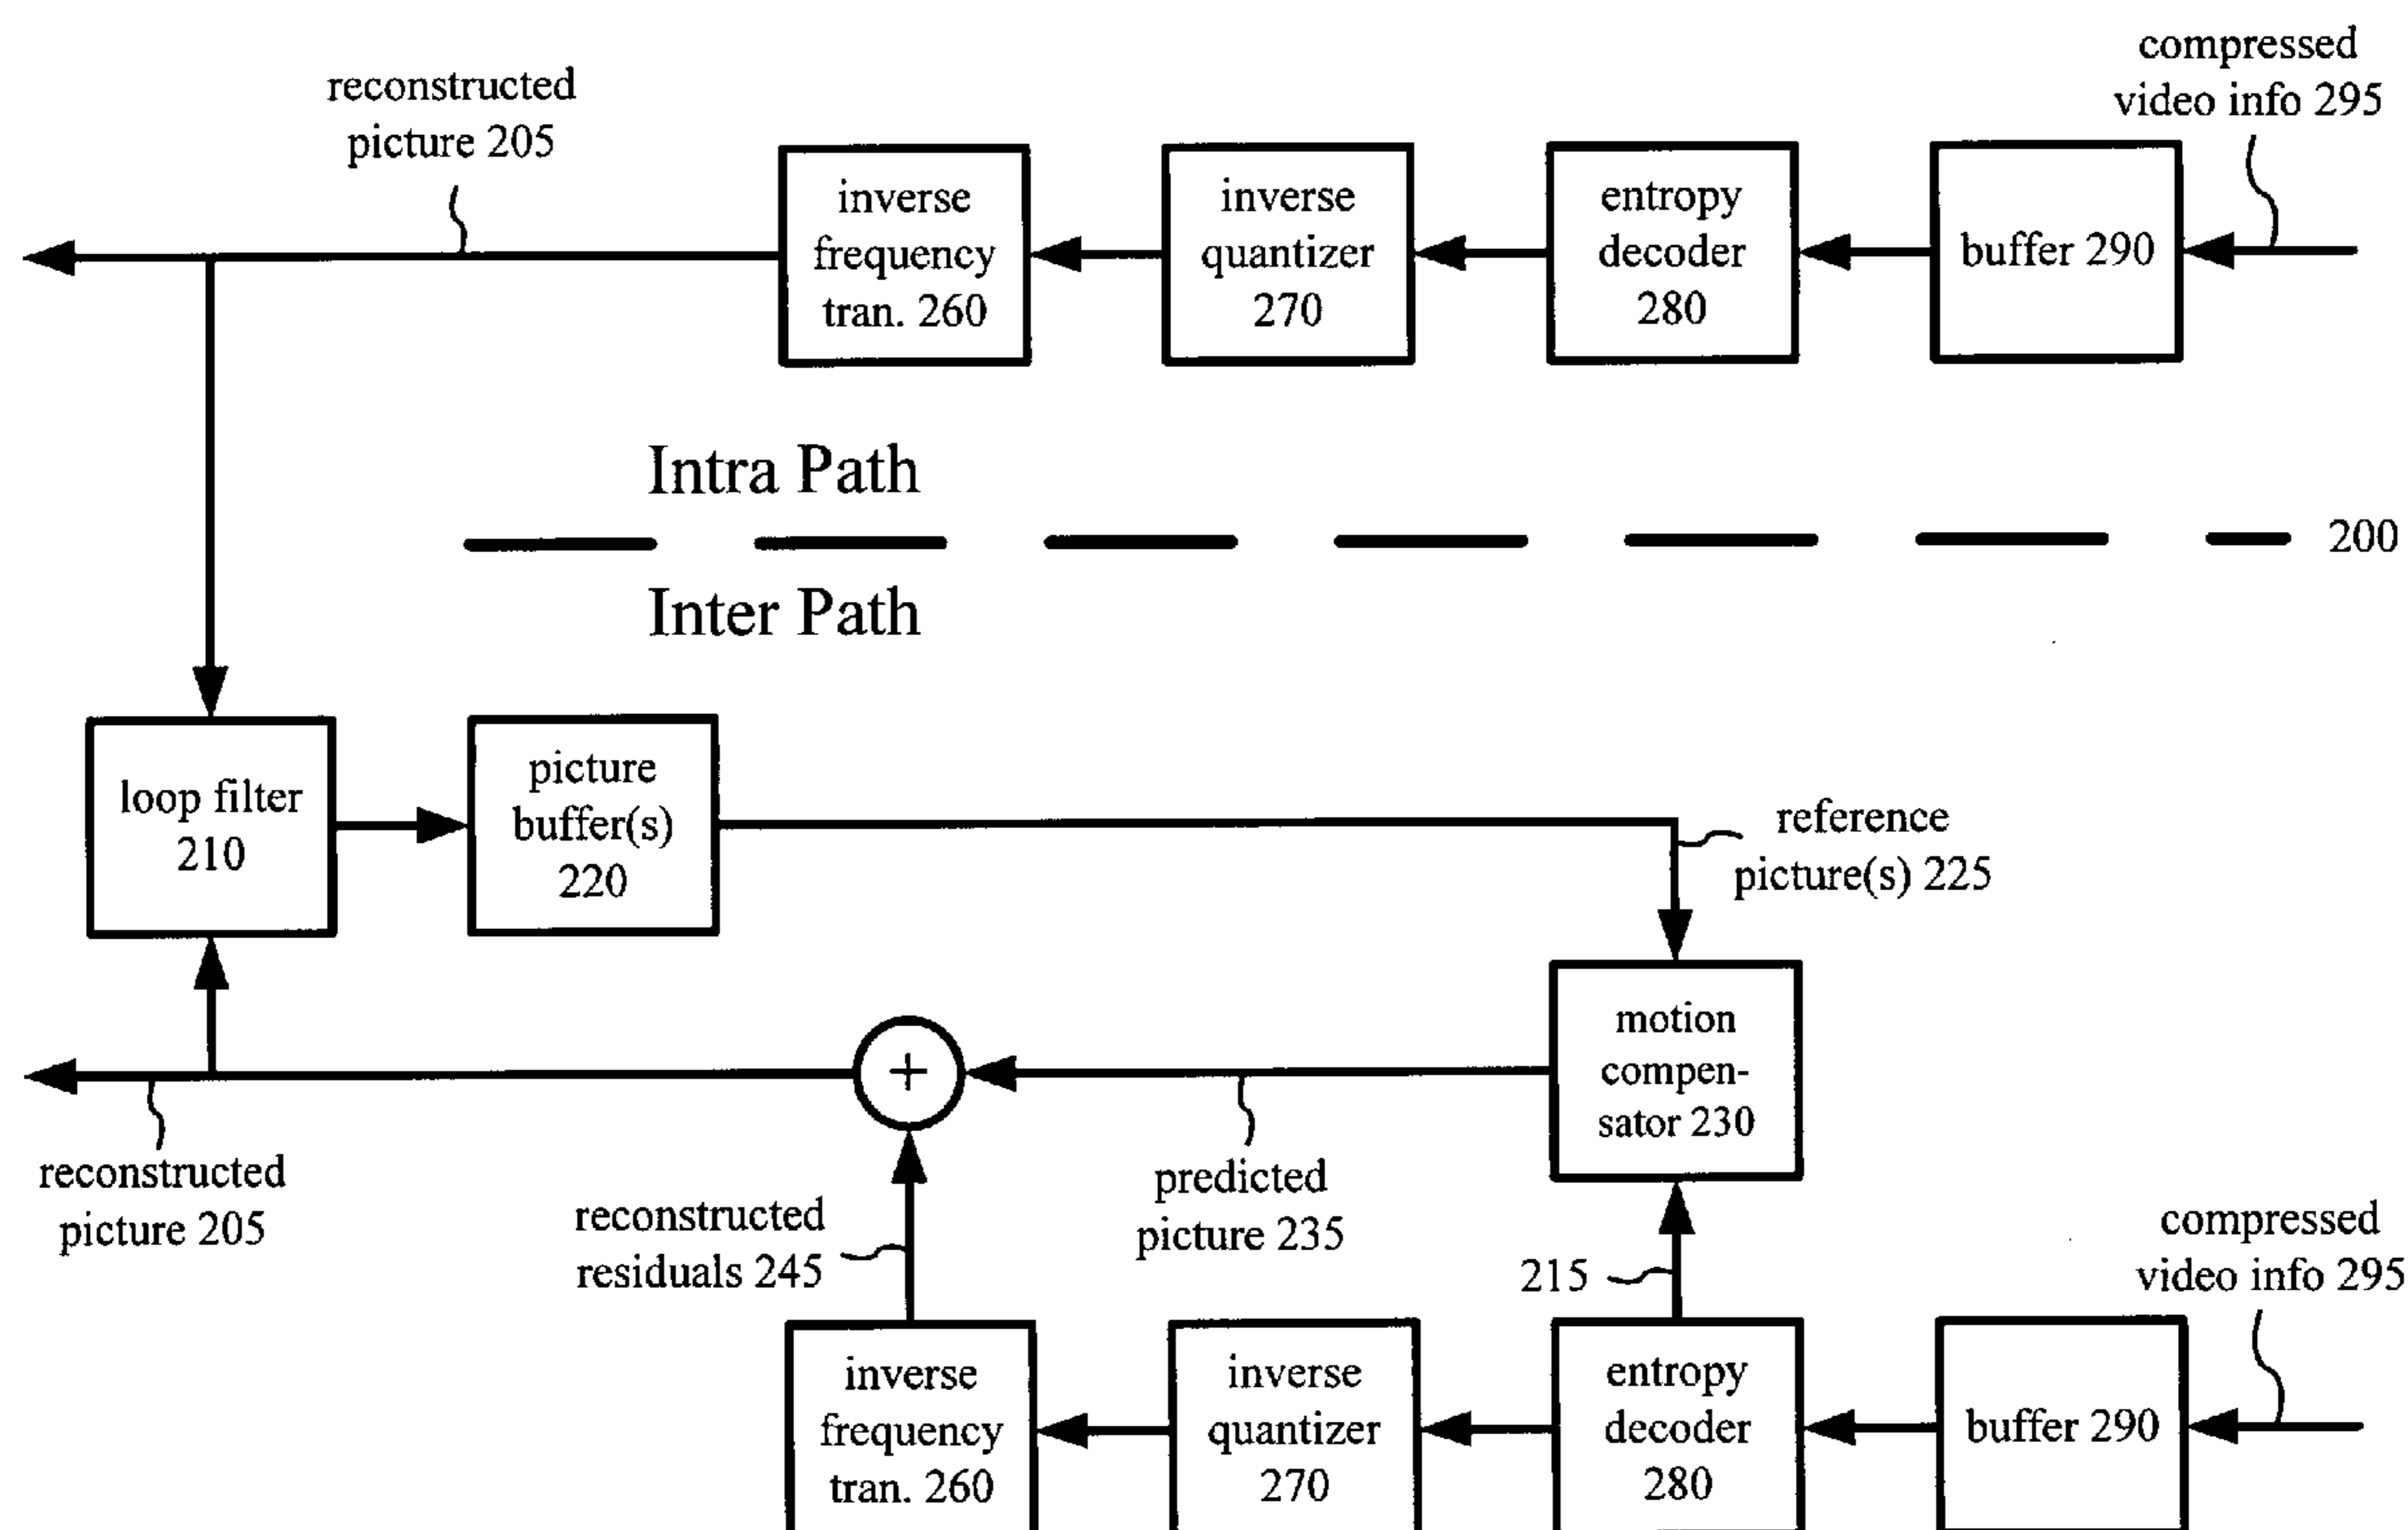 compressed
video info 295
reconstructed
picture 205
inverse
frequency
tran. 260
inverse
quantizer
270
entropy
decoder
280
buffer 290
Intra Path
200
Inter Path
loop filter
210
picture
buffer(s)
220
reference
picture(s) 225
motion
compen-
sator 230
+
reconstructed
picture 205
predicted
picture 235
reconstructed
residuals 245
215
compressed
video info 295
inverse
frequency
tran. 260
inverse
quantizer
270
entropy
decoder
280
buffer 290